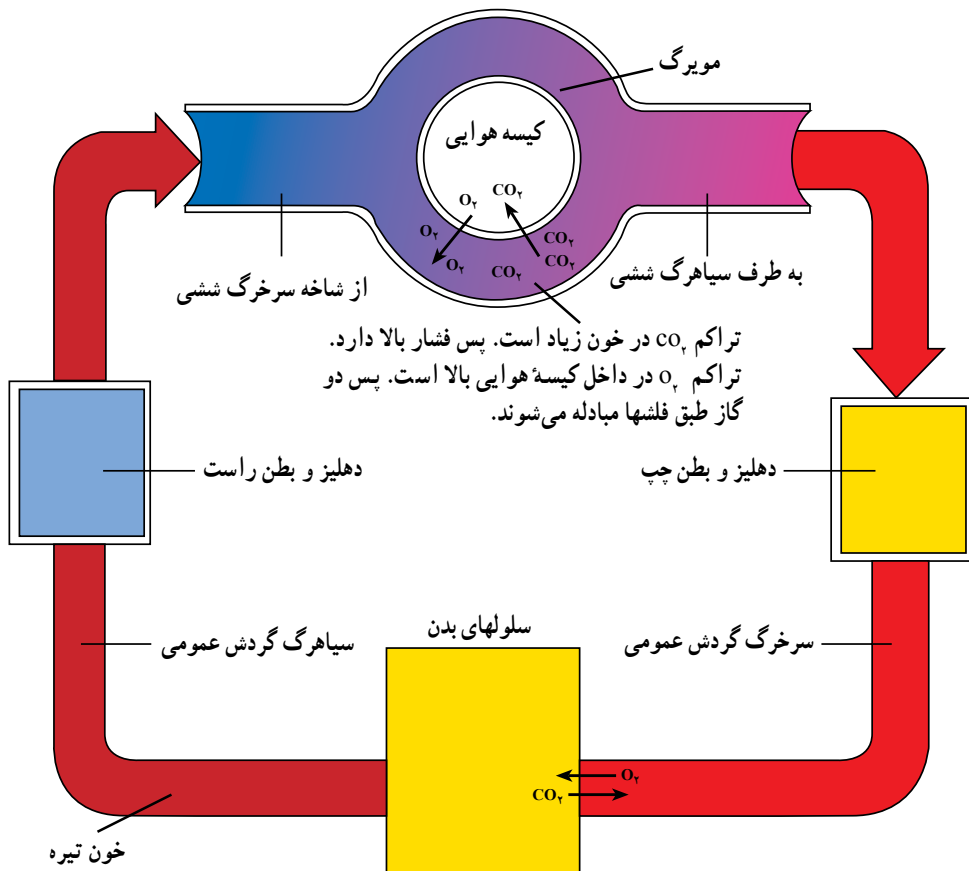 مویرگ
کیسه هوایی
CO۲
O۲
O۲
CO۲
O۲
CO۲
CO۲
به طرف سیاهرگ ششی
از شاخه سرخرگ ششی
تراکم co۲ در خون زیاد است. پس فشار بالا دارد.
تراکم o۲ در داخل کیسهٔ هوایی بالا است. پس دو
گاز طبق فلشها مبادله می‌شوند.
دهلیز و بطن چپ
دهلیز و بطن راست
سلولهای بدن
سرخرگ گردش عمومی
سیاهرگ گردش عمومی
O۲
CO۲
خون تیره